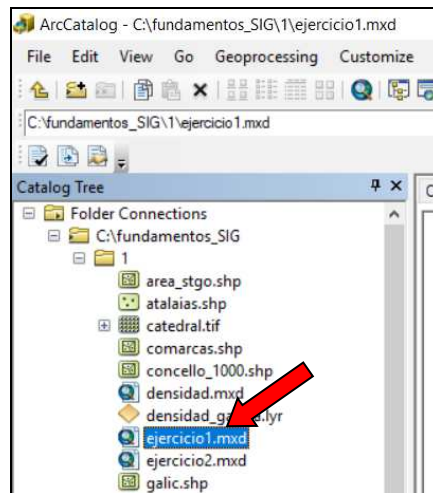 ArcCatalog - C:\fundamentos_SIG\1\ejercicio1.mxd
File Edit View Go Geoprocessing Customize
C:\fundamentos_SIG\1\ejercicio1.mxd
Catalog Tree
Folder Connections
C:\fundamentos_SIG
1
area_stgo.shp
atalaias.shp
catedral.tif
comarcas.shp
concello_1000.shp
densidad.mxd
ejercicio1.mxd
ejercicio2.mxd
galic.shp